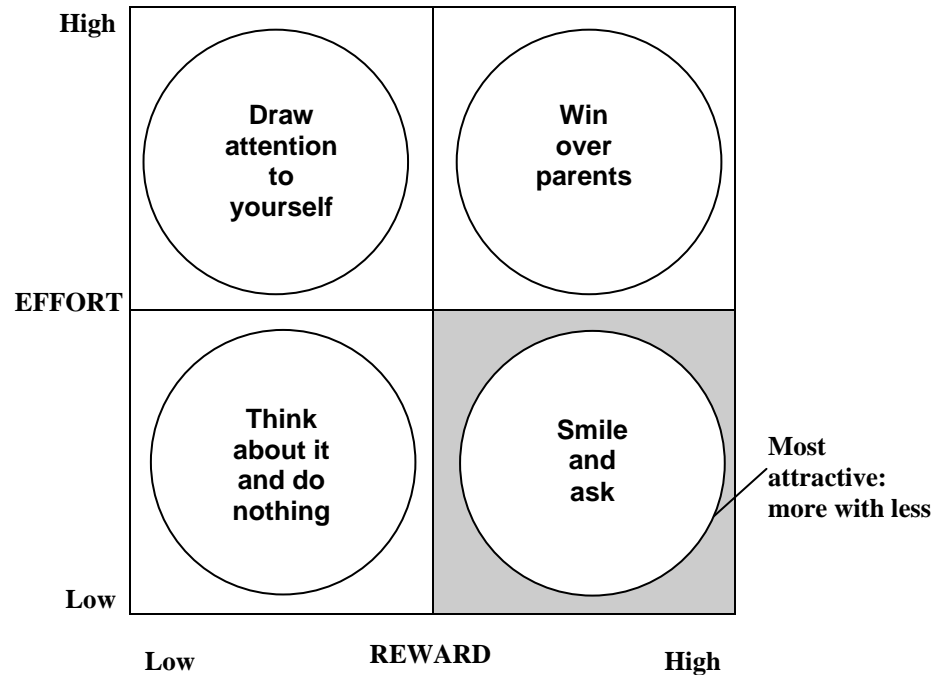 High
Draw
attention
to
yourself
Win
over
parents
EFFORT
Think
about it
and do
nothing
Smile
and
ask
Most
attractive:
more with less
Low
Low
REWARD
High